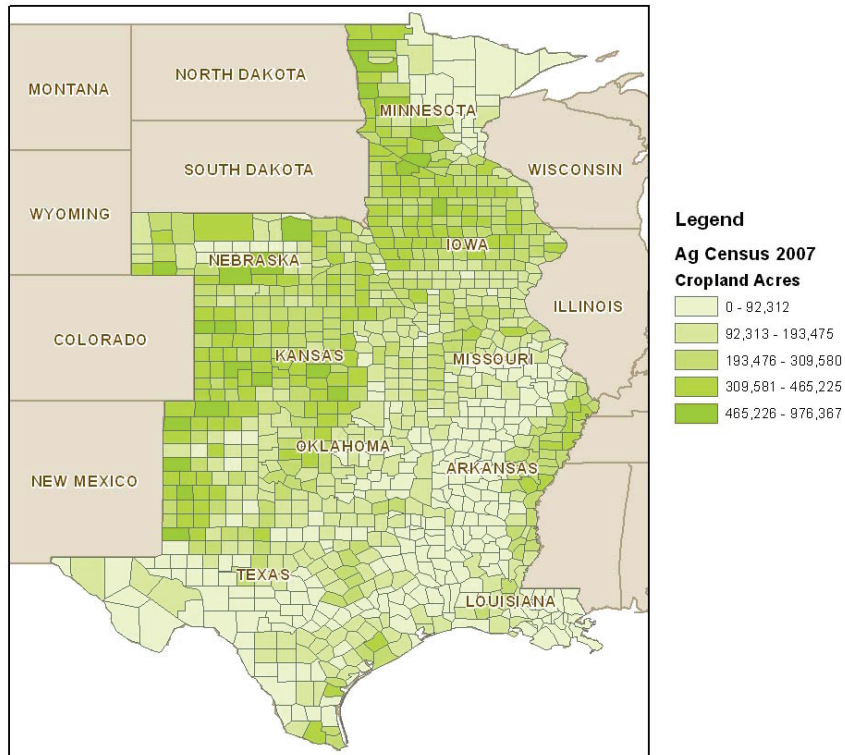 MONTANA
NORTH DAKOTA
MINNESOTA
SOUTH DAKOTA
WISCONSIN
WYOMING
IOWA
NEBRASKA
ILLINOIS
COLORADO
KANSAS
MISSOURI
OKLAHOMA
ARKANSAS
NEW MEXICO
TEXAS
LOUISIANA
Legend
Ag Census 2007
Cropland Acres
0 - 92,312
92,313 - 193,475
193,476 - 309,580
309,581 - 465,225
465,226 - 976,367